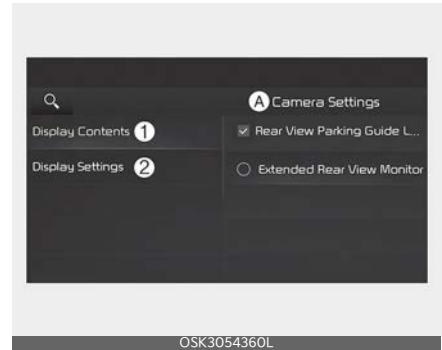 A Camera Settings
Display Contents 1
Rear View Parking Guide L...
Display Settings 2
Extended Rear View Monitor
OSK3054360L